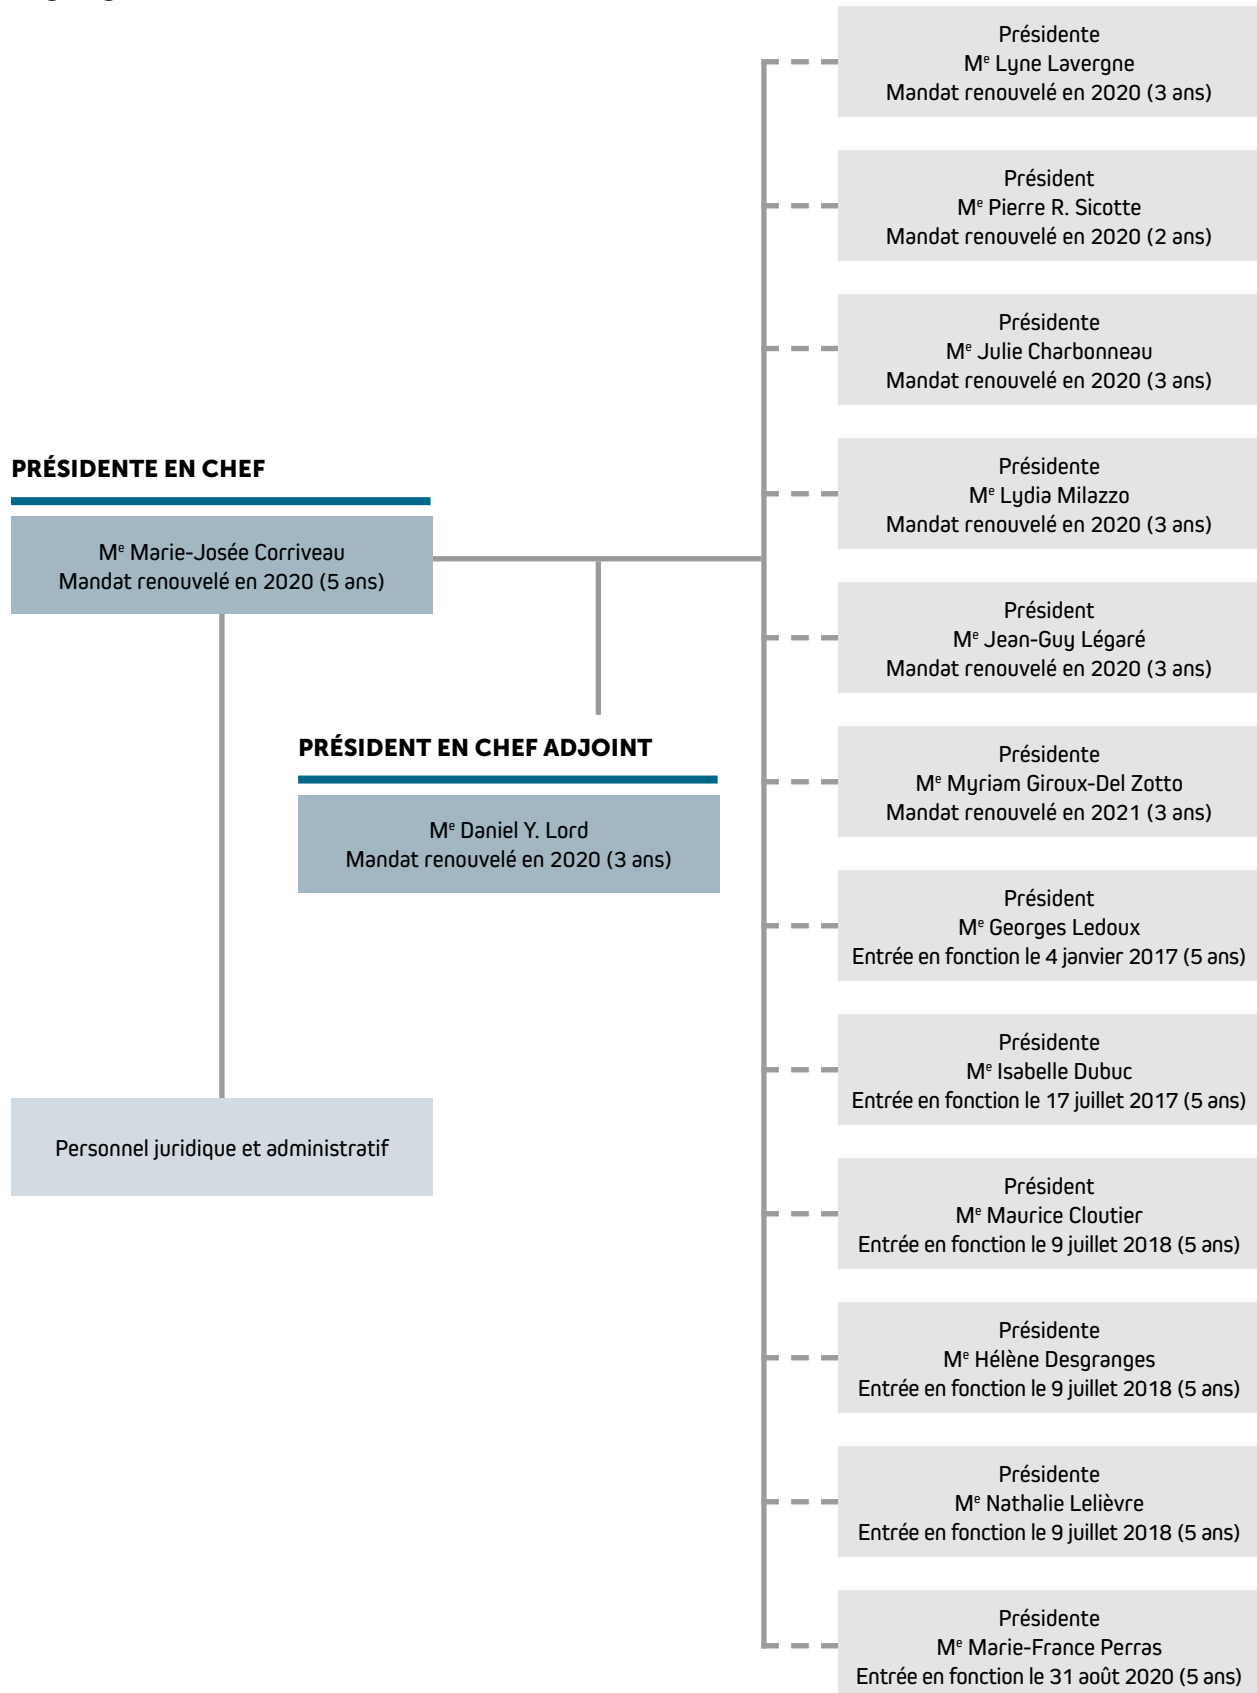 PRÉSIDENTE EN CHEF
Mᵉ Marie-Josée Corriveau
Mandat renouvelé en 2020 (5 ans)
PRÉSIDENT EN CHEF ADJOINT
Mᵉ Daniel Y. Lord
Mandat renouvelé en 2020 (3 ans)
Personnel juridique et administratif
Présidente
Mᵉ Lyne Lavergne
Mandat renouvelé en 2020 (3 ans)
Président
Mᵉ Pierre R. Sicotte
Mandat renouvelé en 2020 (2 ans)
Présidente
Mᵉ Julie Charbonneau
Mandat renouvelé en 2020 (3 ans)
Présidente
Mᵉ Lydia Milazzo
Mandat renouvelé en 2020 (3 ans)
Président
Mᵉ Jean-Guy Légaré
Mandat renouvelé en 2020 (3 ans)
Présidente
Mᵉ Myriam Giroux-Del Zotto
Mandat renouvelé en 2021 (3 ans)
Président
Mᵉ Georges Ledoux
Entrée en fonction le 4 janvier 2017 (5 ans)
Présidente
Mᵉ Isabelle Dubuc
Entrée en fonction le 17 juillet 2017 (5 ans)
Président
Mᵉ Maurice Cloutier
Entrée en fonction le 9 juillet 2018 (5 ans)
Présidente
Mᵉ Hélène Desgranges
Entrée en fonction le 9 juillet 2018 (5 ans)
Présidente
Mᵉ Nathalie Lelièvre
Entrée en fonction le 9 juillet 2018 (5 ans)
Présidente
Mᵉ Marie-France Perras
Entrée en fonction le 31 août 2020 (5 ans)